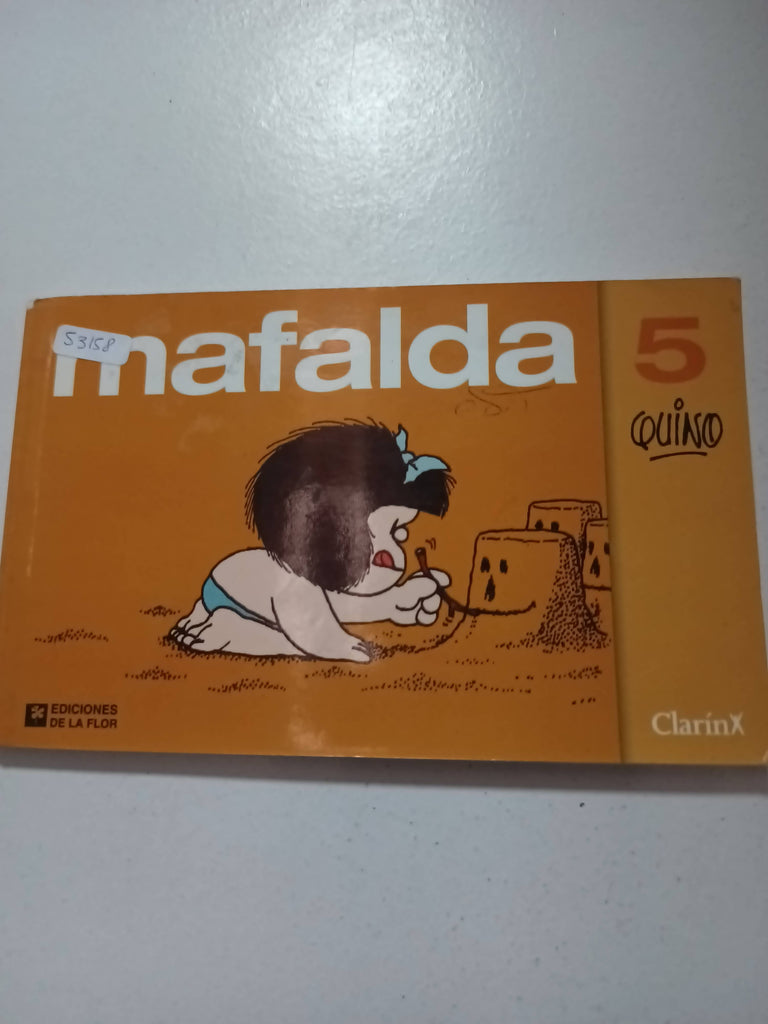 53158
mafalda
5
QUINO
EDICIONES
DE LA FLOR
Clarín